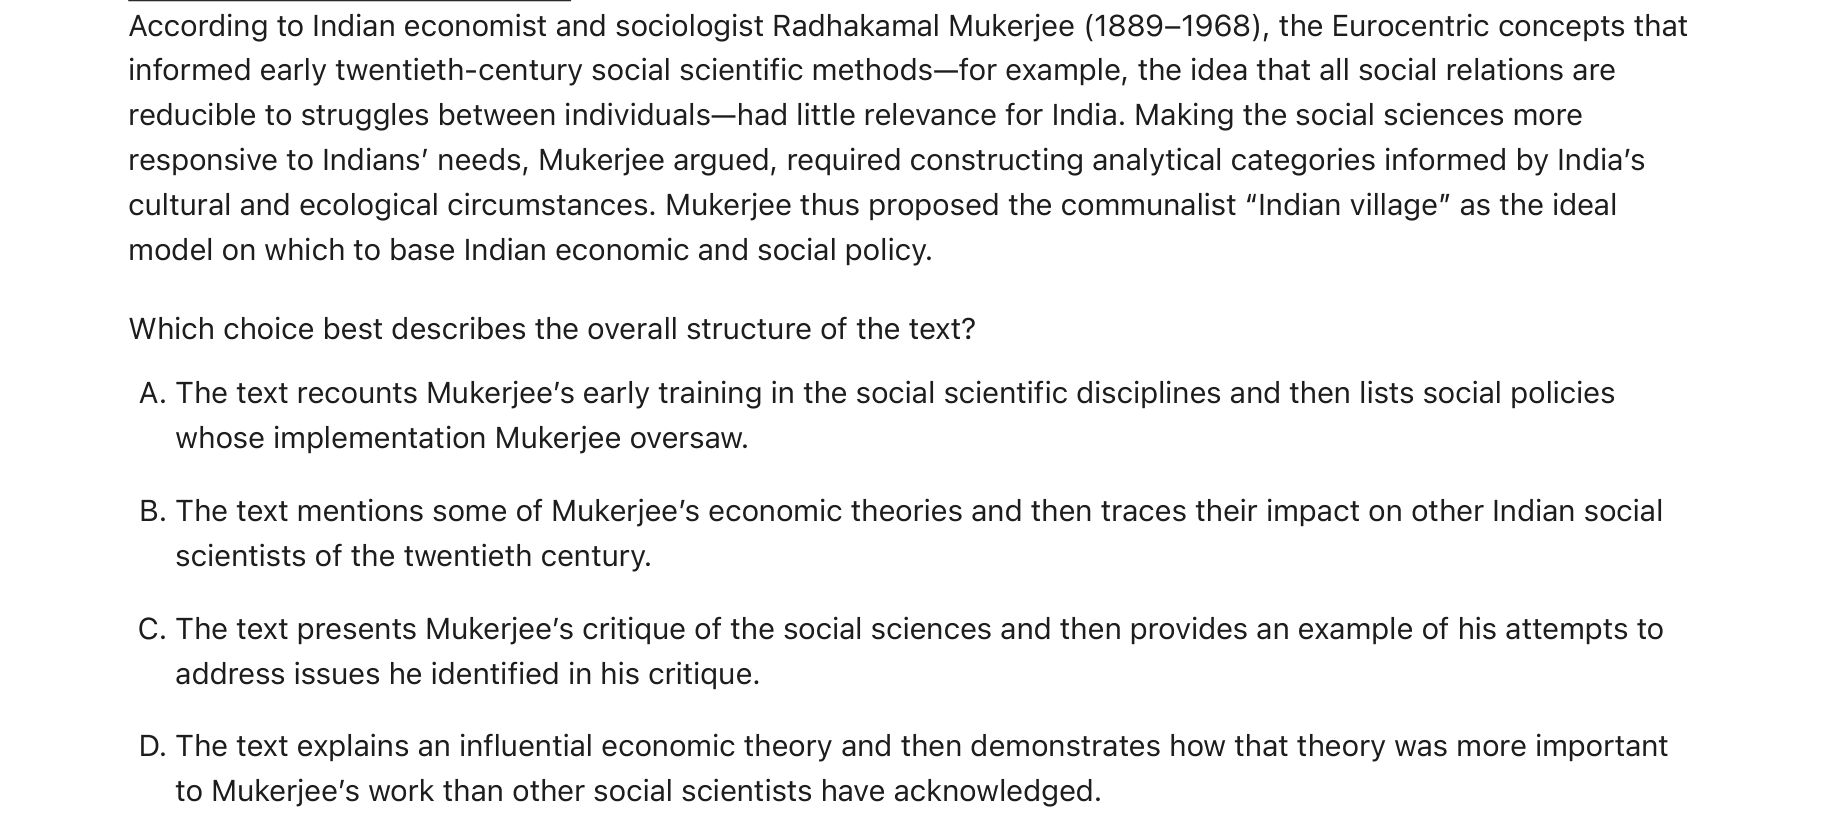 According to Indian economist and sociologist Radhakamal Mukerjee (1889–1968), the Eurocentric concepts that
informed early twentieth-century social scientific methods—for example, the idea that all social relations are
reducible to struggles between individuals—had little relevance for India. Making the social sciences more
responsive to Indians’ needs, Mukerjee argued, required constructing analytical categories informed by India’s
cultural and ecological circumstances. Mukerjee thus proposed the communalist “Indian village” as the ideal
model on which to base Indian economic and social policy.
Which choice best describes the overall structure of the text?
A. The text recounts Mukerjee’s early training in the social scientific disciplines and then lists social policies
whose implementation Mukerjee oversaw.
B. The text mentions some of Mukerjee’s economic theories and then traces their impact on other Indian social
scientists of the twentieth century.
C. The text presents Mukerjee’s critique of the social sciences and then provides an example of his attempts to
address issues he identified in his critique.
D. The text explains an influential economic theory and then demonstrates how that theory was more important
to Mukerjee’s work than other social scientists have acknowledged.